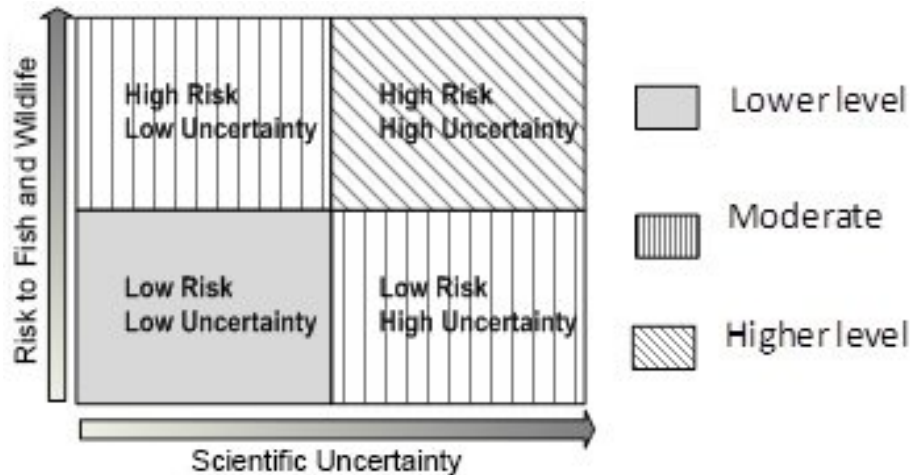 Risk to Fish and Wildlife
High Risk
Low Uncertainty
High Risk
High Uncertainty
Low Risk
Low Uncertainty
Low Risk
High Uncertainty
Scientific Uncertainty
Lower level
Moderate
Higher level